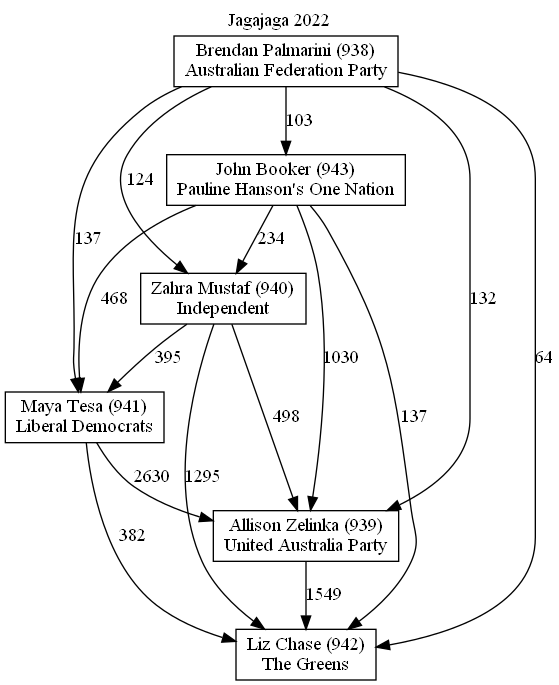 Jagajaga 2022
Brendan Palmarini (938)
Australian Federation Party
103
John Booker (943)
Pauline Hanson's One Nation
124
137
234
468
132
64
Zahra Mustaf (940)
Independent
395
1030
498
137
Maya Tesa (941)
Liberal Democrats
2630
1295
382
Allison Zelinka (939)
United Australia Party
1549
Liz Chase (942)
The Greens